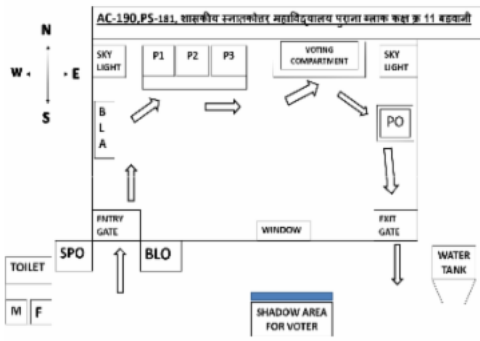 AC-190,PS-181, शासकीय स्नातकोत्तर महाविद्यालय पुराना ब्लाक कक्ष क्र 11 बडवानी
N
W
E
S
SKY
LIGHT
P1
P2
P3
VOTING
COMPARTMENT
SKY
LIGHT
B
L
A
PO
ENTRY
GATE
WINDOW
EXIT
GATE
SPO
BLO
TOILET
M
F
WATER
TANK
SHADOW AREA
FOR VOTER